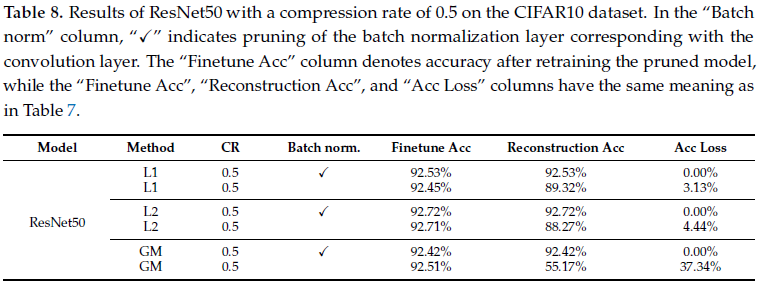 Table 8. Results of ResNet50 with a compression rate of 0.5 on the CIFAR10 dataset. In the “Batch
norm” column, “✓” indicates pruning of the batch normalization layer corresponding with the
convolution layer. The “Finetune Acc” column denotes accuracy after retraining the pruned model,
while the “Finetune Acc”, “Reconstruction Acc”, and “Acc Loss” columns have the same meaning as
in Table 7.
Model Method CR Batch norm. Finetune Acc Reconstruction Acc Acc Loss
L1 0.5 ✓ 92.53% 92.53% 0.00%
L1 0.5 92.45% 89.32% 3.13%
L2 0.5 ✓ 92.72% 92.72% 0.00%
ResNet50
L2 0.5 92.71% 88.27% 4.44%
GM 0.5 ✓ 92.42% 92.42% 0.00%
GM 0.5 92.51% 55.17% 37.34%